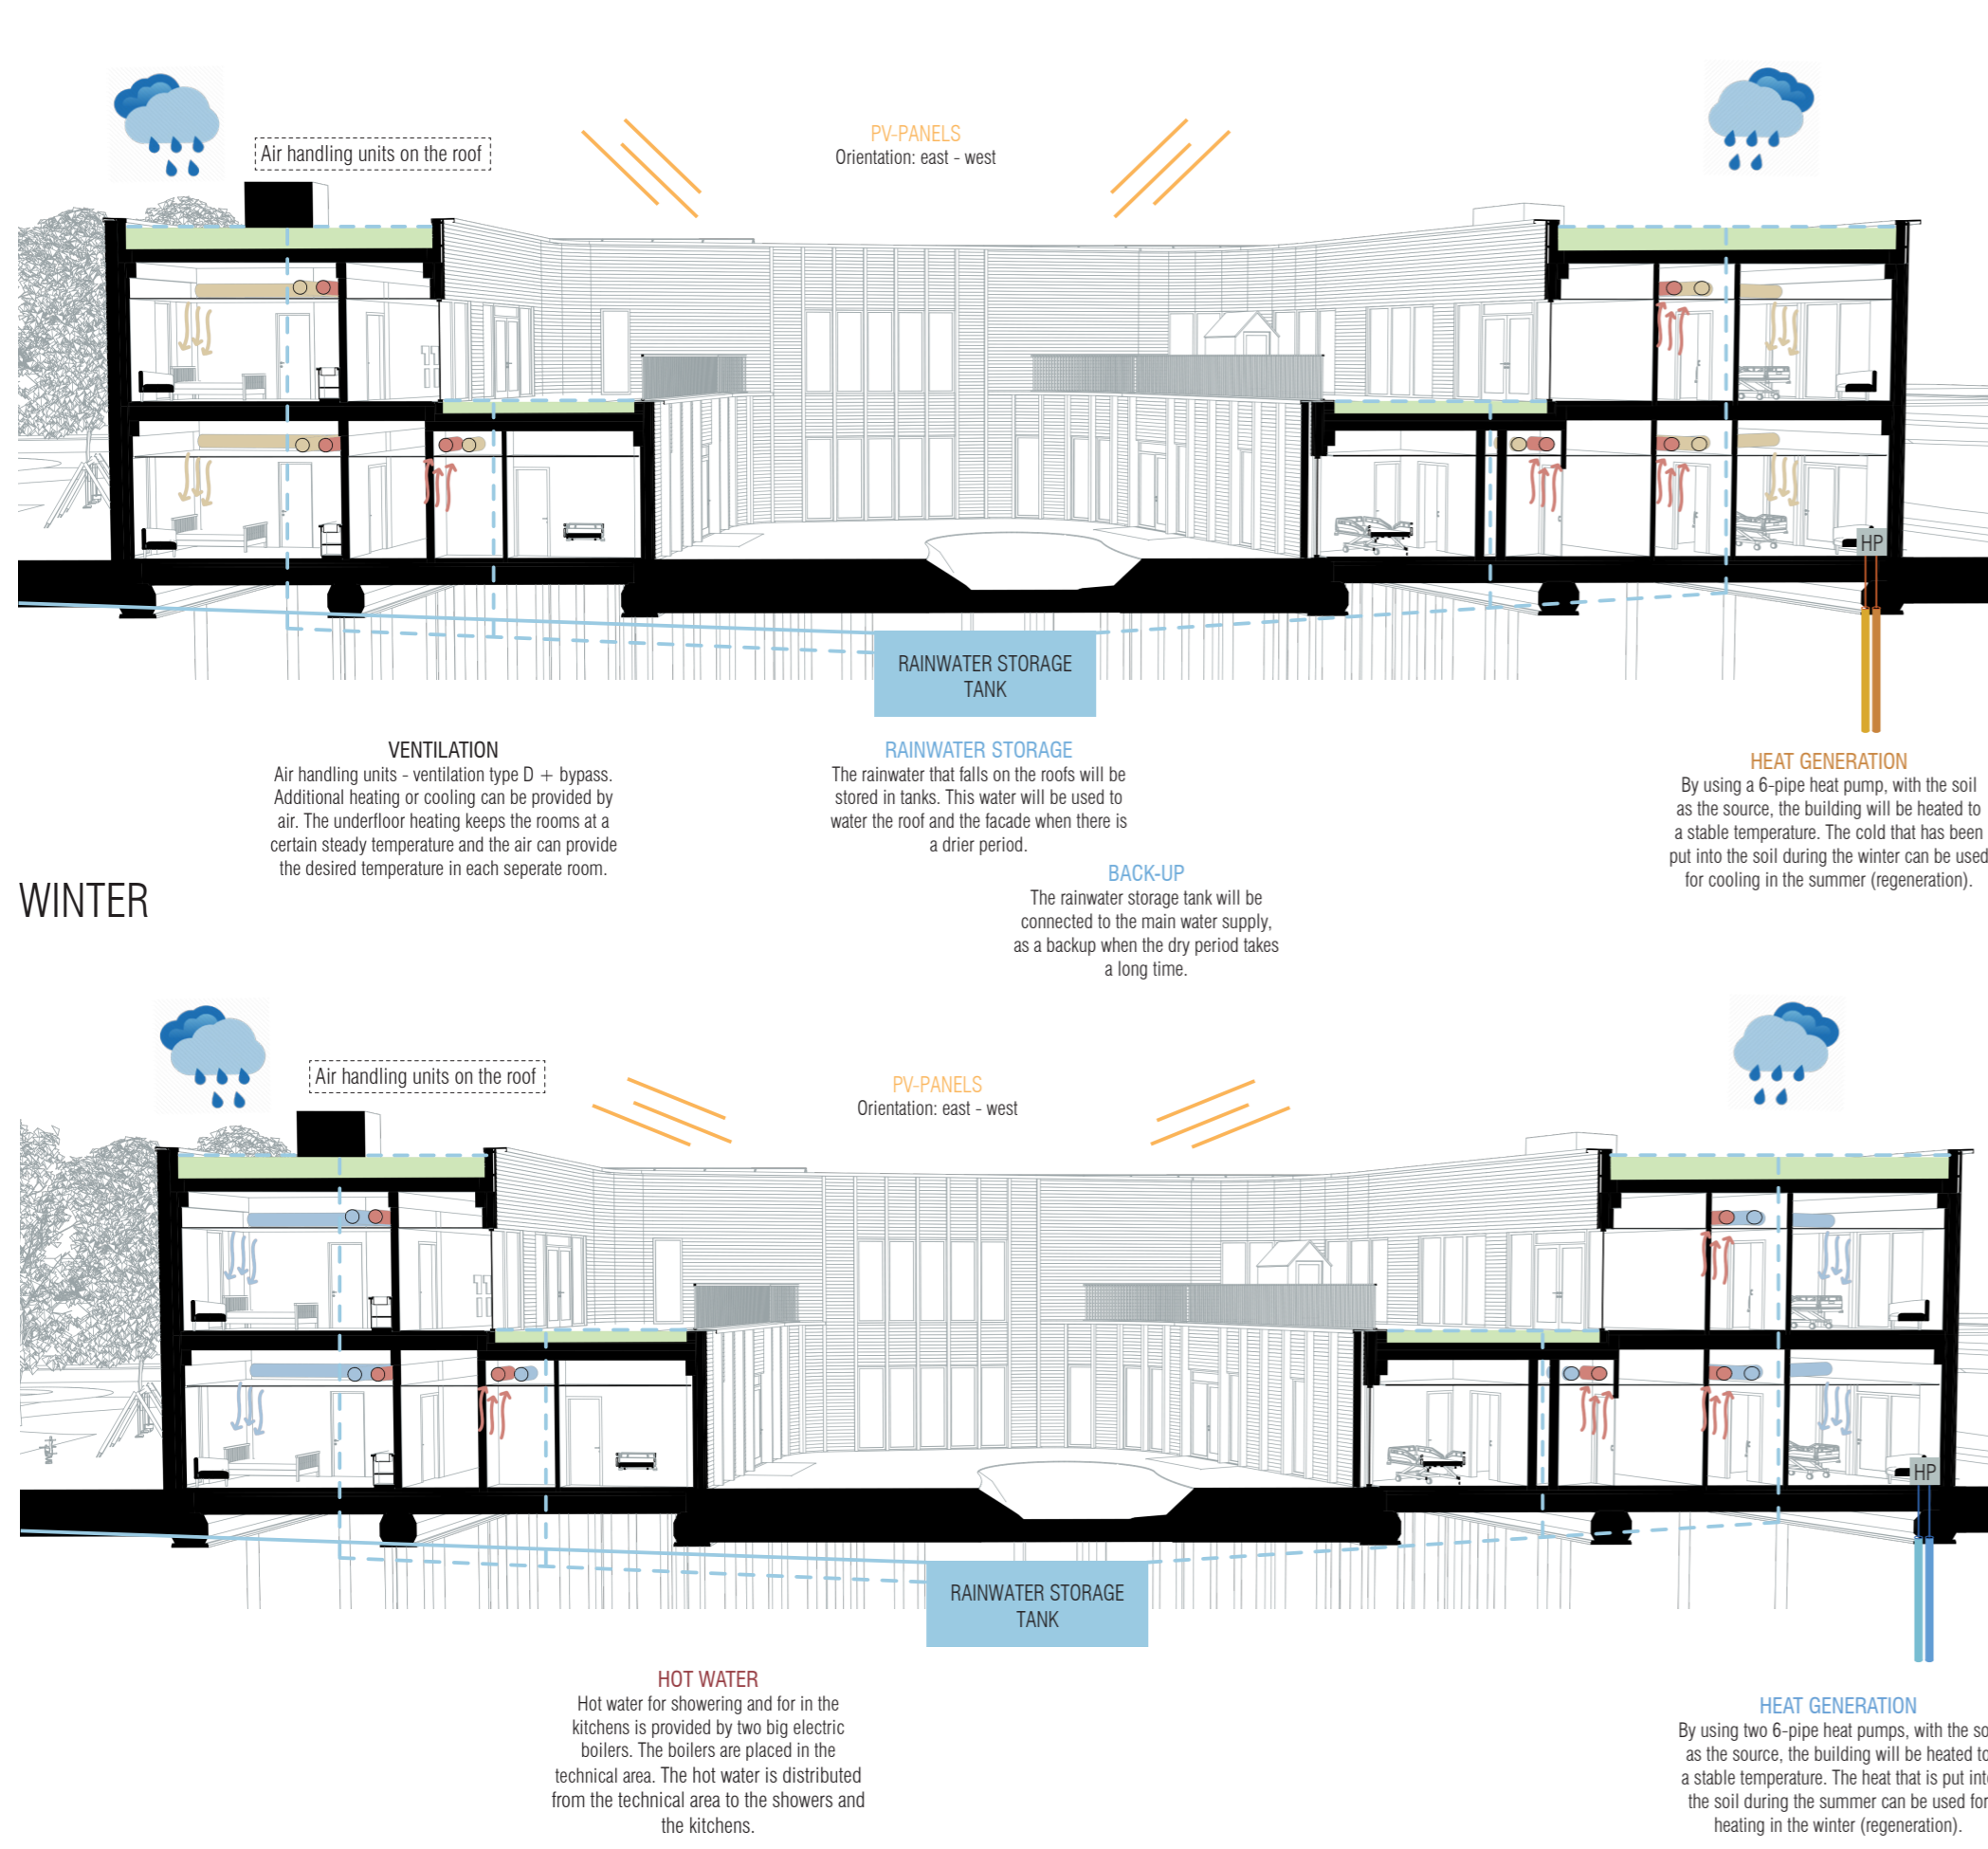 Air handling units on the roof
PV-PANELS
Orientation: east - west
HP
RAINWATER STORAGE
TANK
VENTILATION
Air handling units - ventilation type D + bypass.
Additional heating or cooling can be provided by
air. The underfloor heating keeps the rooms at a
certain steady temperature and the air can provide
the desired temperature in each seperate room.
RAINWATER STORAGE
The rainwater that falls on the roofs will be
stored in tanks. This water will be used to
water the roof and the facade when there is
a drier period.
BACK-UP
The rainwater storage tank will be
connected to the main water supply,
as a backup when the dry period takes
a long time.
HEAT GENERATION
By using a 6-pipe heat pump, with the soil
as the source, the building will be heated to
a stable temperature. The cold that has been
put into the soil during the winter can be used
for cooling in the summer (regeneration).
WINTER
Air handling units on the roof
PV-PANELS
Orientation: east - west
HP
RAINWATER STORAGE
TANK
HOT WATER
Hot water for showering and for in the
kitchens is provided by two big electric
boilers. The boilers are placed in the
technical area. The hot water is distributed
from the technical area to the showers and
the kitchens.
HEAT GENERATION
By using two 6-pipe heat pumps, with the so
as the source, the building will be heated to
a stable temperature. The heat that is put int
the soil during the summer can be used for
heating in the winter (regeneration).